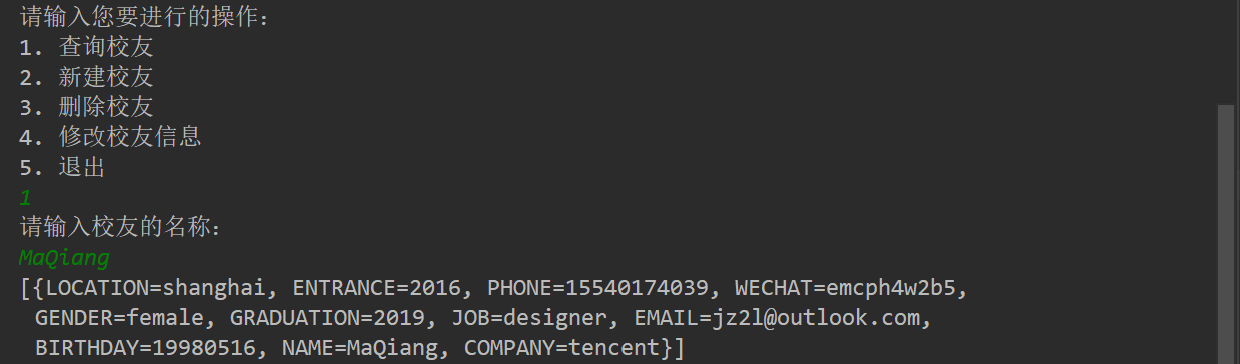 请输入您要进行的操作:
1. 查询校友
2. 新建校友
3. 删除校友
4. 修改校友信息
5. 退出
1
请输入校友的名称:
MaQiang
[{LOCATION=shanghai, ENTRANCE=2016, PHONE=15540174039, WECHAT=emcph4w2b5,
GENDER=female, GRADUATION=2019, JOB=designer, EMAIL=jz2l@outlook.com,
BIRTHDAY=19980516, NAME=MaQiang, COMPANY=tencent}]